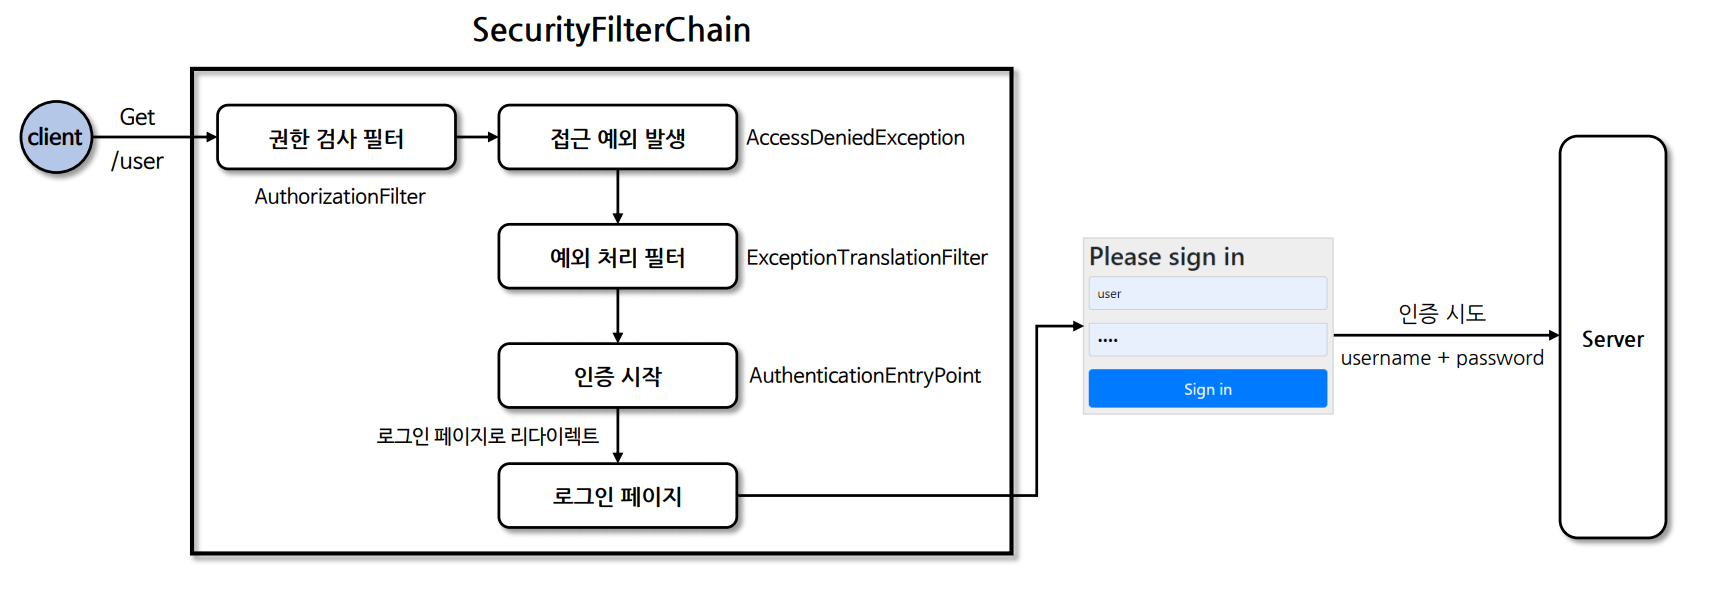 SecurityFilterChain
client
Get
/user
권한 검사 필터
AuthorizationFilter
접근 예외 발생
AccessDeniedException
예외 처리 필터
ExceptionTranslationFilter
인증 시작
AuthenticationEntryPoint
로그인 페이지로 리다이렉트
로그인 페이지
Please sign in
user
••••
Sign in
인증 시도
username + password
Server